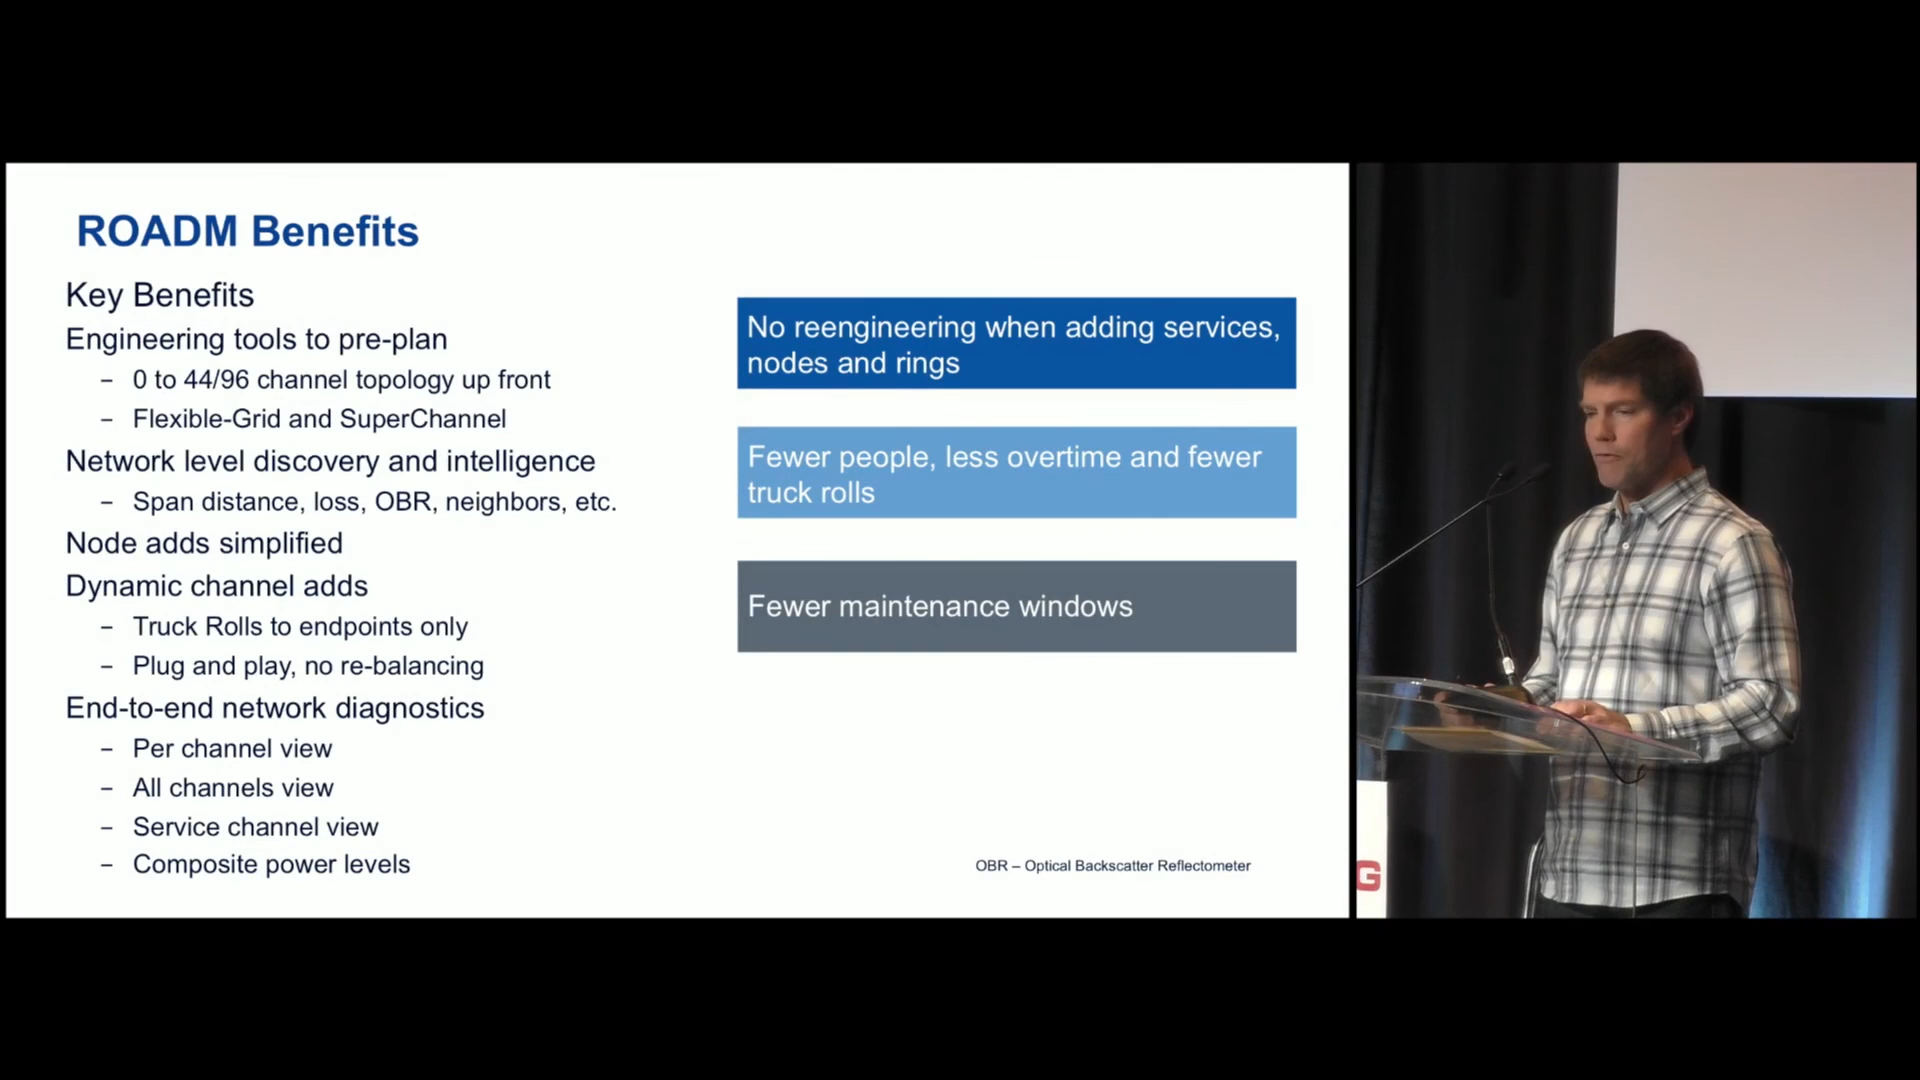 ROADM Benefits
Key Benefits
Engineering tools to pre-plan
– 0 to 44/96 channel topology up front
– Flexible-Grid and SuperChannel
Network level discovery and intelligence
– Span distance, loss, OBR, neighbors, etc.
Node adds simplified
Dynamic channel adds
– Truck Rolls to endpoints only
– Plug and play, no re-balancing
End-to-end network diagnostics
– Per channel view
– All channels view
– Service channel view
– Composite power levels
No reengineering when adding services,
nodes and rings
Fewer people, less overtime and fewer
truck rolls
Fewer maintenance windows
OBR – Optical Backscatter Reflectometer
G